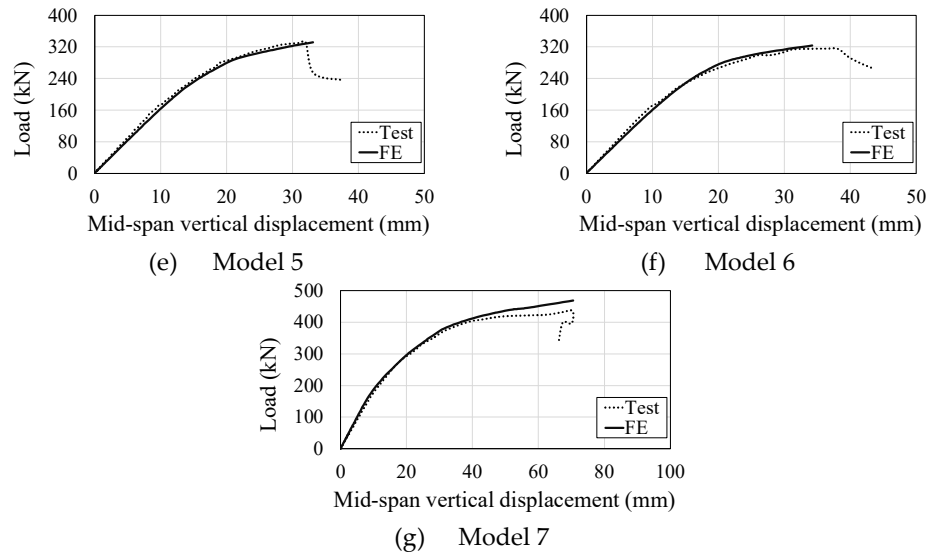 320
240
160
80
0
Load (kN)
Test
FE
0 10 20 30 40 50
Mid-span vertical displacement (mm)
(e) Model 5
320
240
160
80
0
Load (kN)
Test
FE
0 10 20 30 40 50
Mid-span vertical displacement (mm)
(f) Model 6
500
400
300
200
100
0
Load (kN)
Test
FE
0 20 40 60 80 100
Mid-span vertical displacement (mm)
(g) Model 7